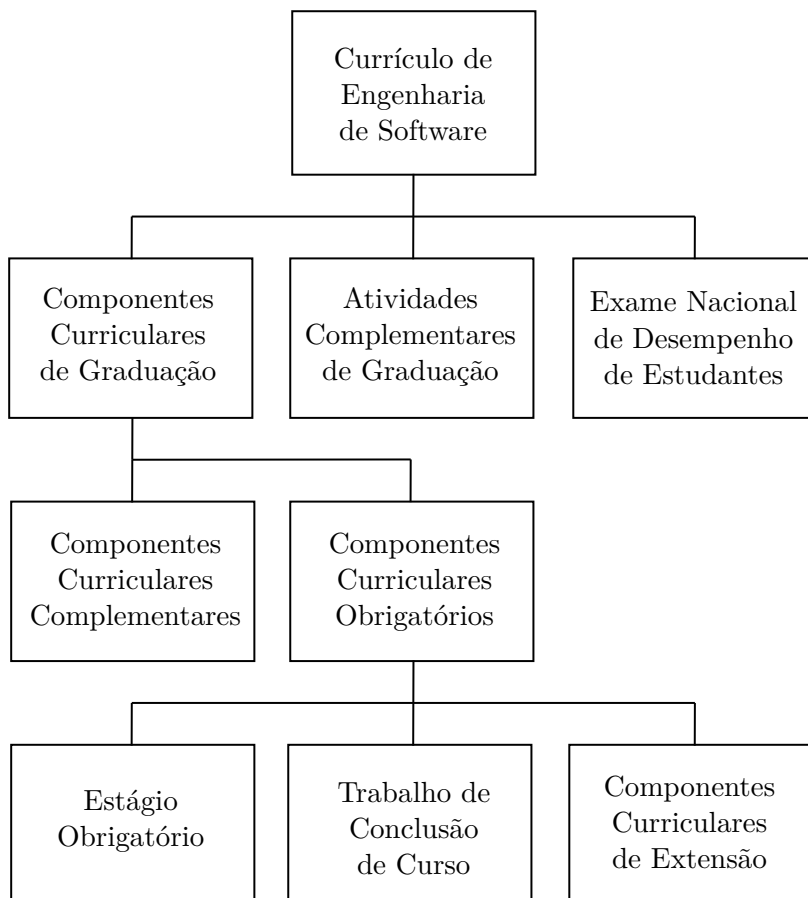 Currículo de
Engenharia
de Software
Componentes
Curriculares
de Graduação
Atividades
Complementares
de Graduação
Exame Nacional
de Desempenho
de Estudantes
Componentes
Curriculares
Complementares
Componentes
Curriculares
Obrigatórios
Estágio
Obrigatório
Trabalho de
Conclusão
de Curso
Componentes
Curriculares
de Extensão